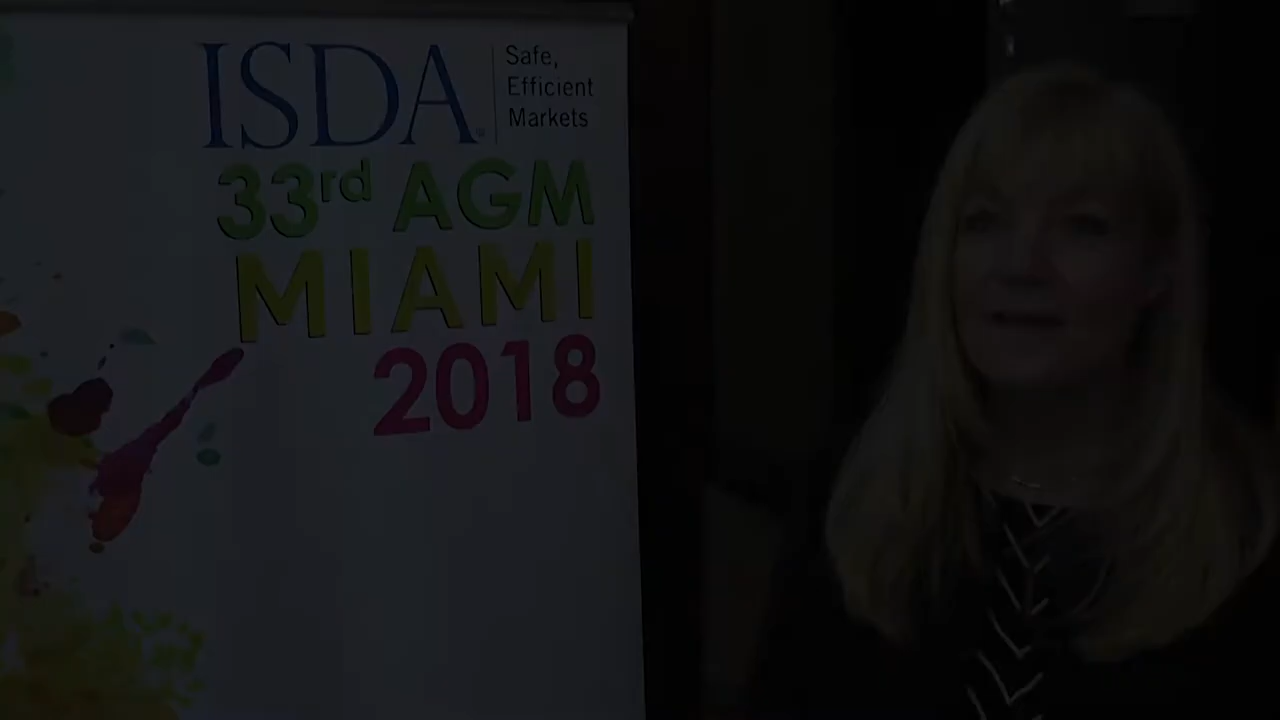 ISDA
Safe,
Efficient
Markets
33rd AGM
MIAMI
2018